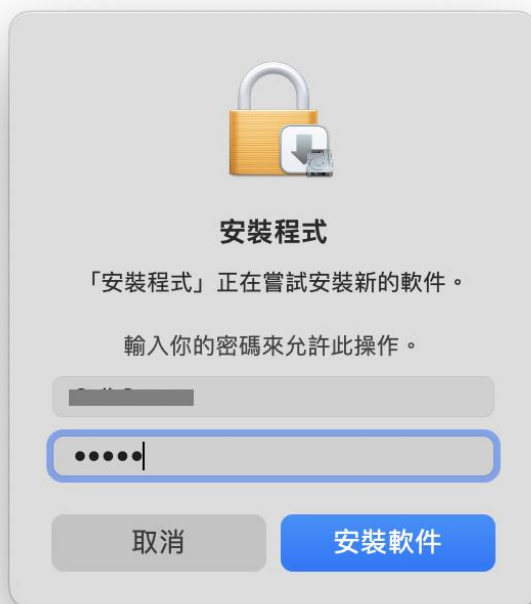 安裝程式
「安裝程式」正在嘗試安裝新的軟件。
輸入你的密碼來允許此操作。
•••••
取消
安裝軟件